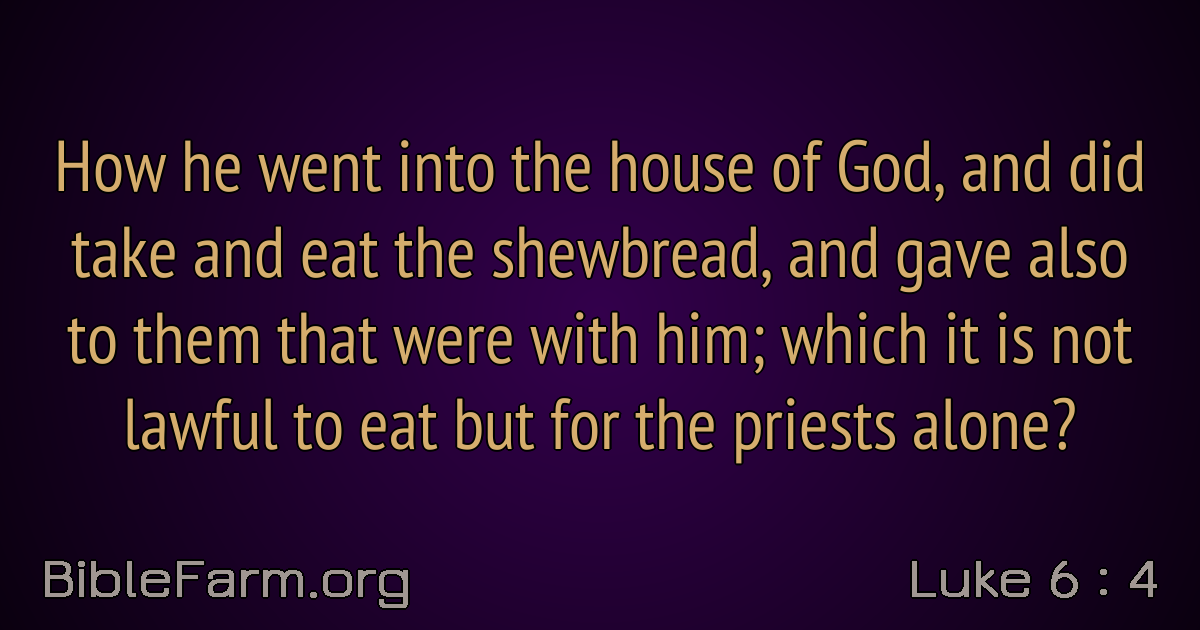 How he went into the house of God, and did
take and eat the shewbread, and gave also
to them that were with him; which it is not
lawful to eat but for the priests alone?
BibleFarm.org
Luke 6 : 4